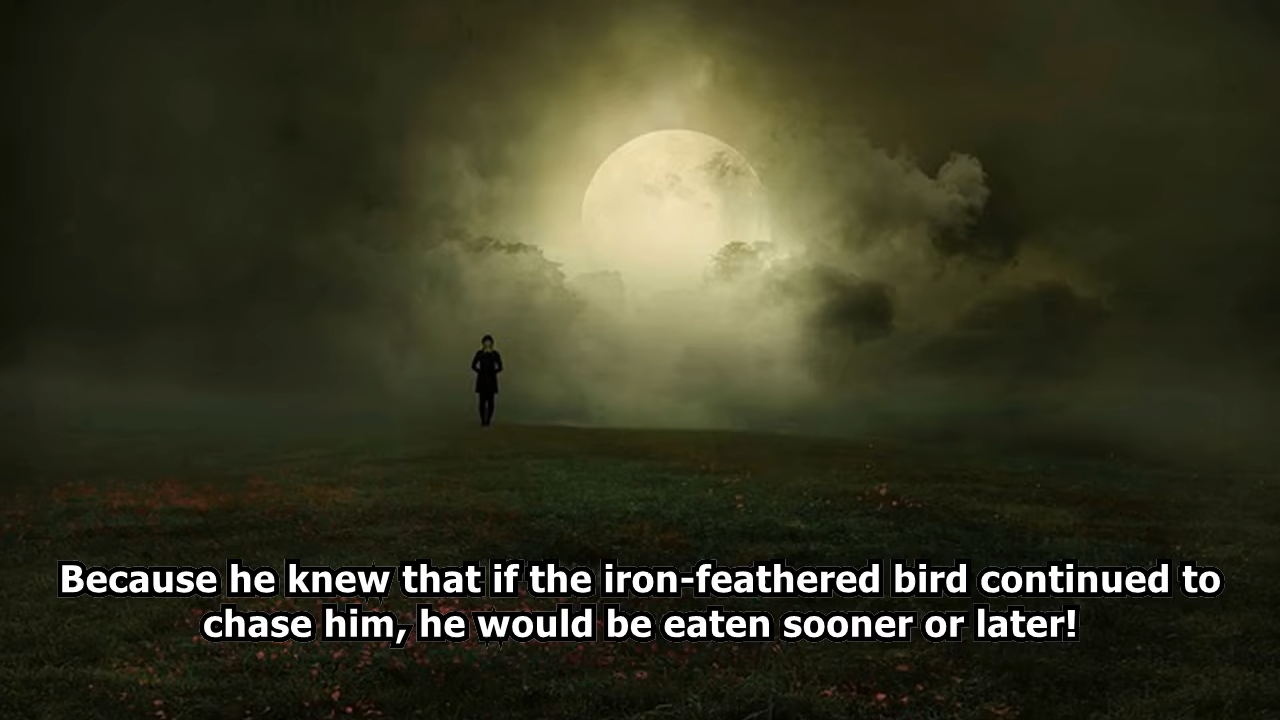 Because he knew that if the iron-feathered bird continued to
chase him, he would be eaten sooner or later!